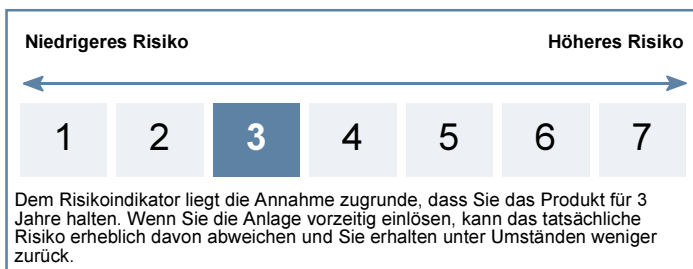 Niedrigeres Risiko Höheres Risiko
1 2 3 4 5 6 7
Dem Risikoindikator liegt die Annahme zugrunde, dass Sie das Produkt für 3
Jahre halten. Wenn Sie die Anlage vorzeitig einlösen, kann das tatsächliche
Risiko erheblich davon abweichen und Sie erhalten unter Umständen weniger
zurück.